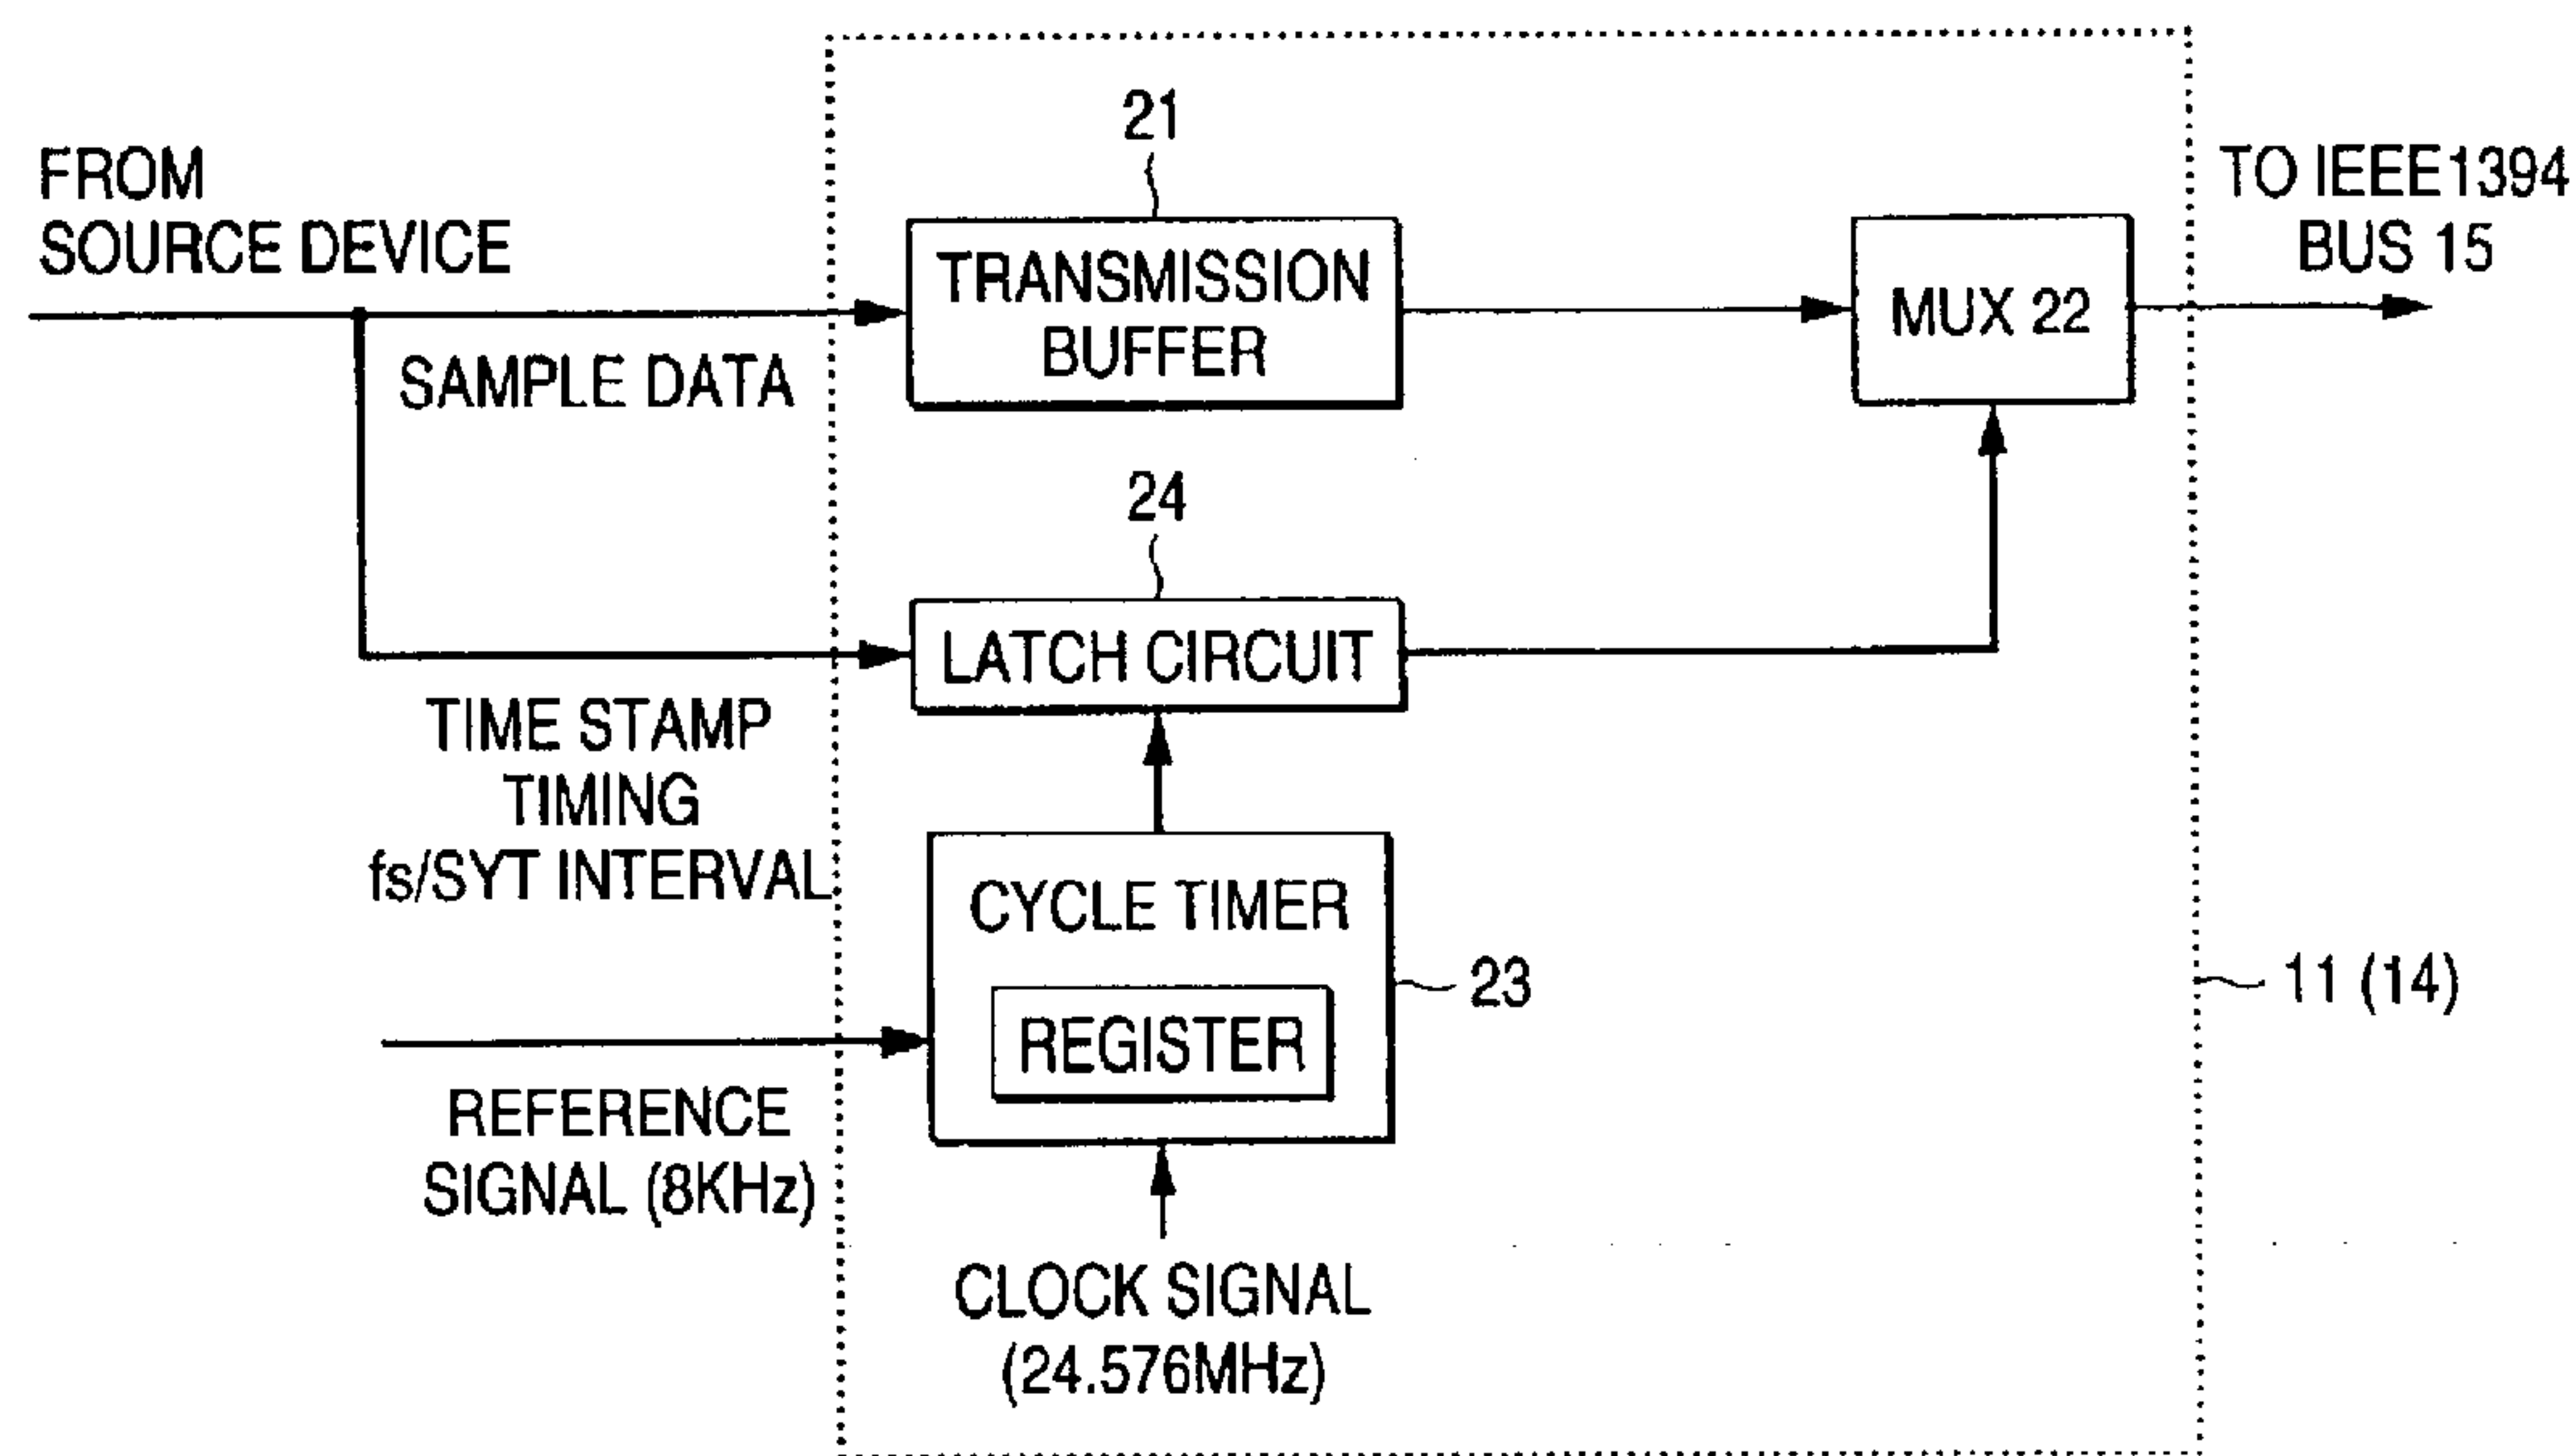 21
FROM
SOURCE DEVICE
TO IEEE1394
BUS 15
TRANSMISSION
BUFFER
MUX 22
SAMPLE DATA
24
LATCH CIRCUIT
TIME STAMP
TIMING
fs/SYT INTERVAL
CYCLE TIMER
REGISTER
23
11 (14)
REFERENCE
SIGNAL (8KHz)
CLOCK SIGNAL
(24.576MHz)